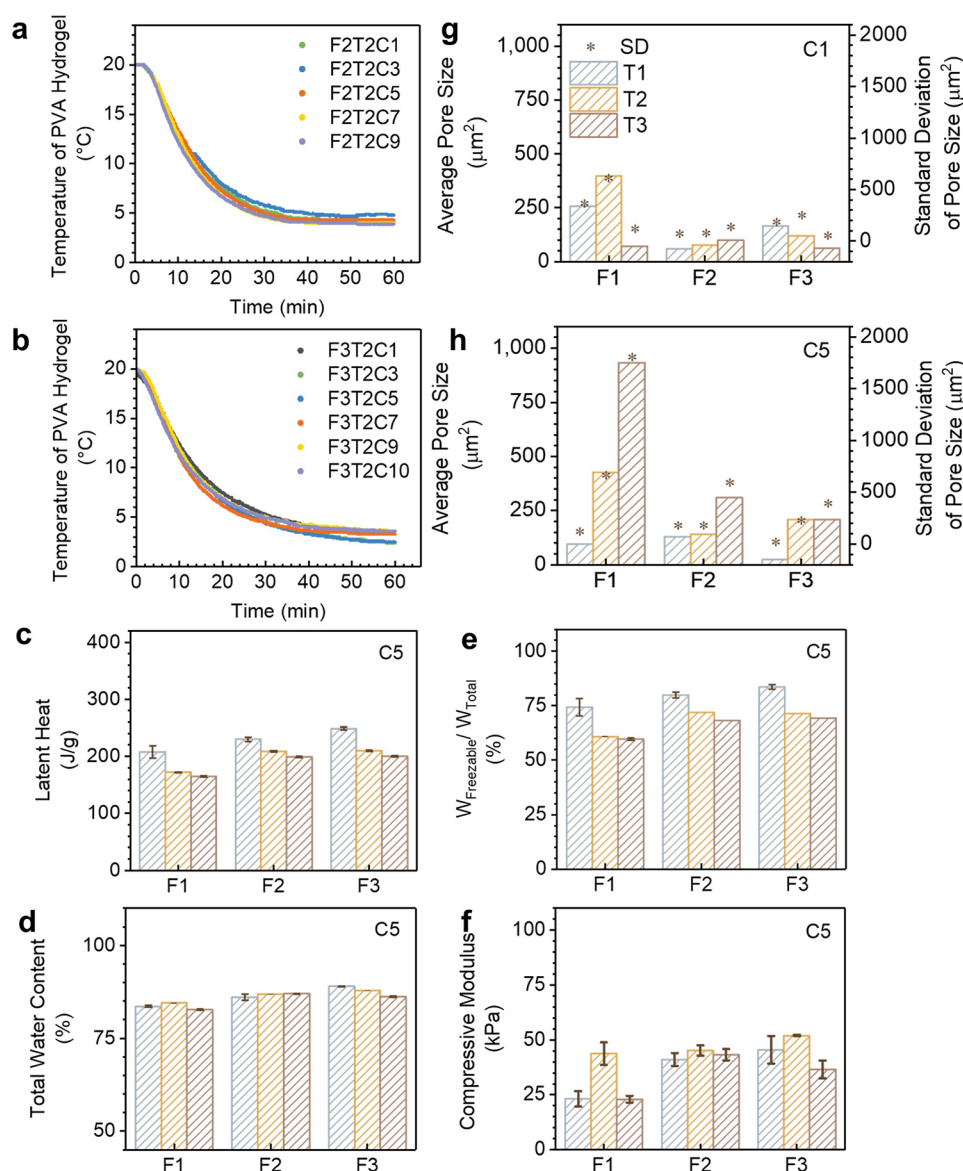 a
Temperature of PVA Hydrogel
(°C)
20
15
10
5
0
F2T2C1
F2T2C3
F2T2C5
F2T2C7
F2T2C9
0 10 20 30 40 50 60
Time (min)
b
Temperature of PVA Hydrogel
(°C)
20
15
10
5
0
F3T2C1
F3T2C3
F3T2C5
F3T2C7
F3T2C9
F3T2C10
0 10 20 30 40 50 60
Time (min)
g
Average Pore Size
(μm²)
1,000
750
500
250
0
* SD
T1
T2
T3
C1
2000
1500
1000
500
0
Standard Deviation
of Pore Size (μm²)
F1 F2 F3
h
Average Pore Size
(μm²)
1,000
750
500
250
0
C5
2000
1500
1000
500
0
Standard Deviation
of Pore Size (μm²)
F1 F2 F3
c
Latent Heat
(J/g)
400
300
200
100
0
C5
F1 F2 F3
e
W_Freezable/ W_Total
(%)
100
75
50
25
0
C5
F1 F2 F3
d
Total Water Content
(%)
100
75
50
C5
F1 F2 F3
f
Compressive Modulus
(kPa)
100
75
50
25
0
C5
F1 F2 F3